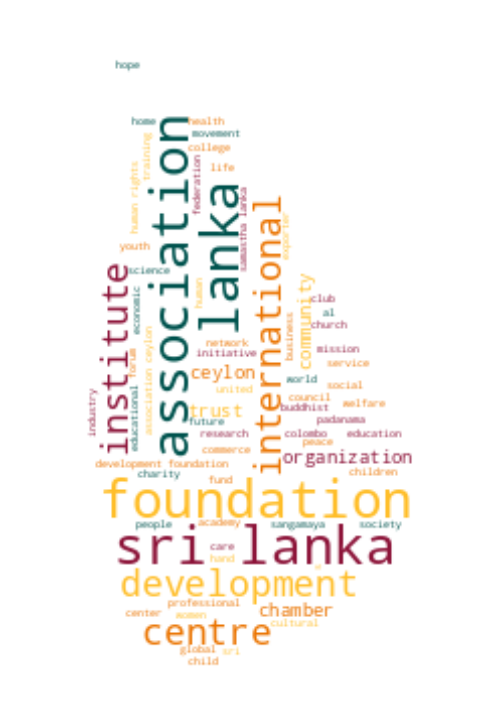 hope
home
health
movement
association
training
college
federation
life
human rights
lanka
samastha lanka
international
exporter
youth
science
institute
human
community
economic
club
al
church
business
forum
association ceylon
educational
network
initiative
mission
service
ceylon
world
social
united
industry
council
welfare
trust
buddhist
future
padanama
research
colombo
education
peace
commerce
organization
development foundation
children
charity
fund
foundation
people
academy
sangamaya
society
sri lanka
care
hand
development
professional
chamber
center
women
cultural
centre
global
sri
child